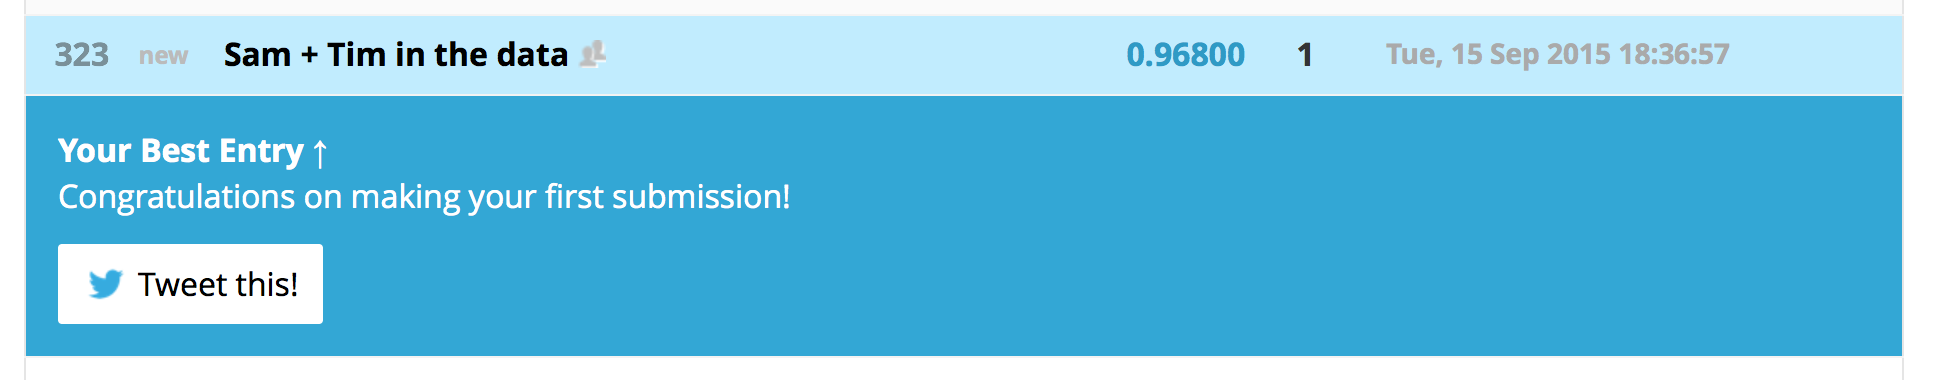 323 new Sam + Tim in the data 0.96800 1 Tue, 15 Sep 2015 18:36:57
Your Best Entry ↑
Congratulations on making your first submission!
Tweet this!